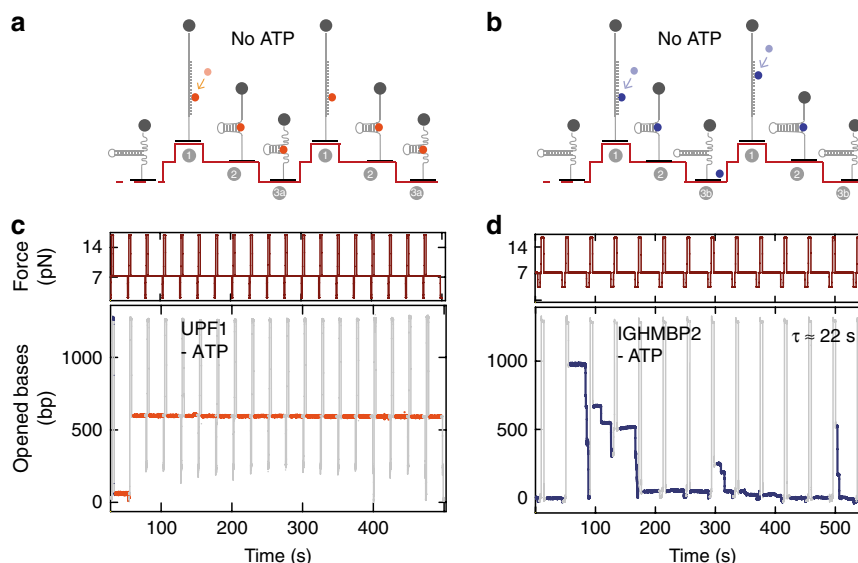 a
No ATP
1
2
3a
1
2
3a
b
No ATP
1
2
3b
1
2
3b
c
Force
(pN)
14
7
Opened bases
(bp)
1000
500
0
UPF1
- ATP
100
200
300
400
Time (s)
d
14
7
1000
500
0
IGHMBP2
- ATP
τ ≈ 22 s
100
200
300
400
500
Time (s)